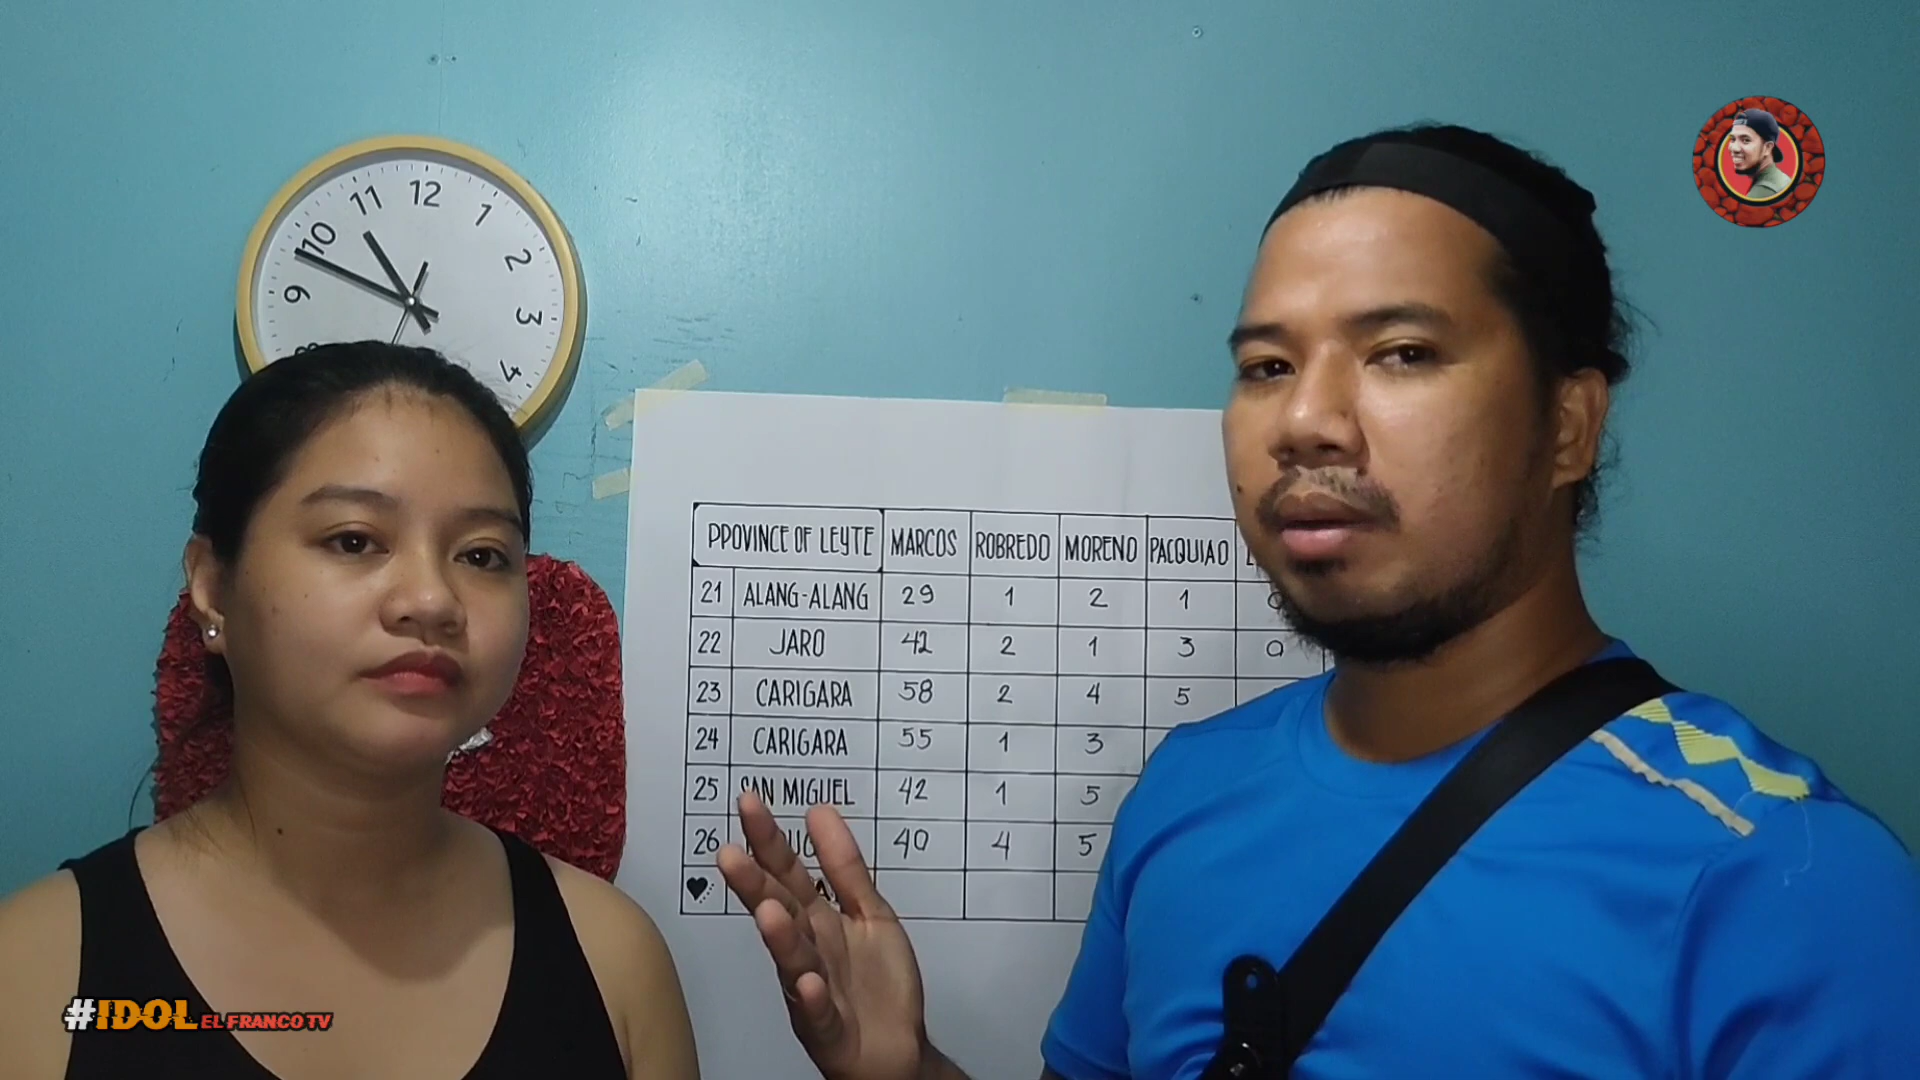 12
11 1
10 2
9 3
4
PPOVINCE OF LEYTE MARCOS ROBREDO MORENO PACQUIAO
21 ALANG-ALANG 29 1 2 1
22 JARO 42 2 1 3 0
23 CARIGARA 58 2 4 5
24 CARIGARA 55 1 3
25 SAN MIGUEL 42 1 5
26 40 4 5
#IDOL EL FRANCO TV